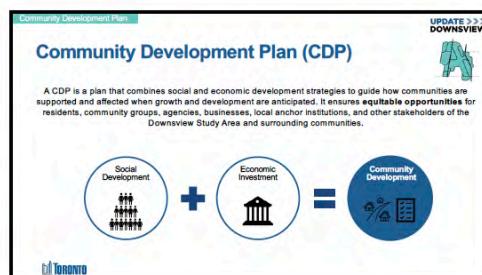 Community Development Plan
UPDATE >>>
DOWNSVIEW
Community Development Plan (CDP)
A CDP is a plan that combines social and economic development strategies to guide how communities are
supported and affected when growth and development are anticipated. It ensures equitable opportunities for
residents, community groups, agencies, businesses, local anchor institutions, and other stakeholders of the
Downsview Study Area and surrounding communities.
Social
Development
Economic
Investment
Community
Development
TORONTO